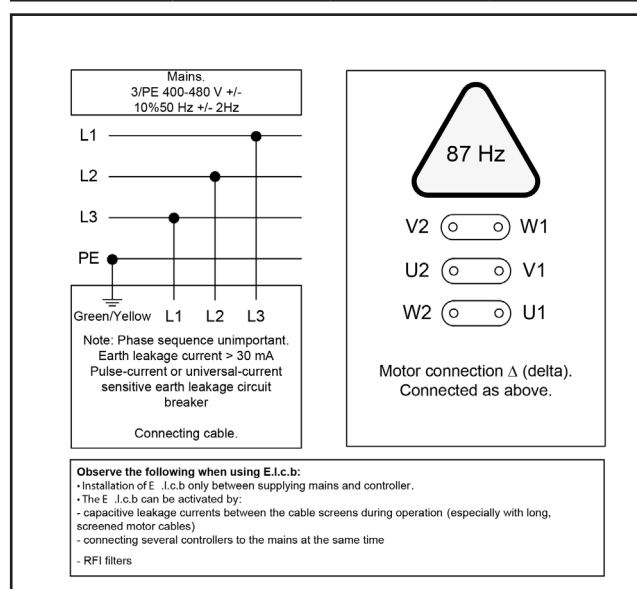 Mains.
3/PE 400-480 V +/-
10%50 Hz +/- 2Hz
L1
L2
L3
PE
Green/Yellow L1 L2 L3
Note: Phase sequence unimportant.
Earth leakage current > 30 mA
Pulse-current or universal-current
sensitive earth leakage circuit
breaker
Connecting cable.
87 Hz
V2 W1
U2 V1
W2 U1
Motor connection Δ (delta).
Connected as above.
Observe the following when using E.l.c.b:
• Installation of E .l.c.b only between supplying mains and controller.
• The E .l.c.b can be activated by:
- capacitive leakage currents between the cable screens during operation (especially with long,
screened motor cables)
- connecting several controllers to the mains at the same time
- RFI filters